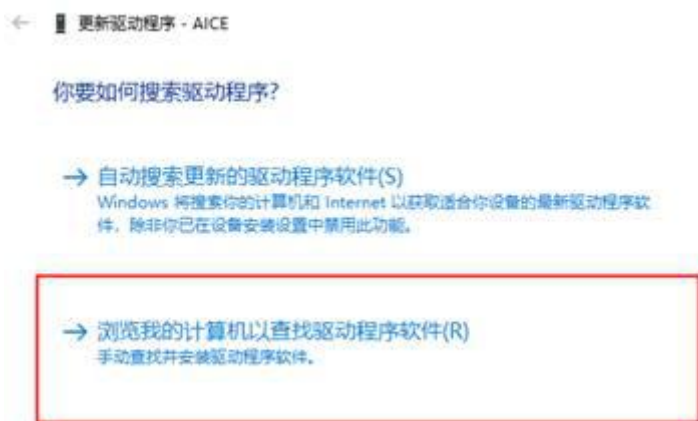 更新驱动程序 - AICE
你要如何搜索驱动程序?
自动搜索更新的驱动程序软件(S)
Windows 将搜索你的计算机和 Internet 以获取适合你设备的最新驱动程序软
件，除非你已在设备安装设置中禁用此功能。
浏览我的计算机以查找驱动程序软件(R)
手动查找并安装驱动程序软件。